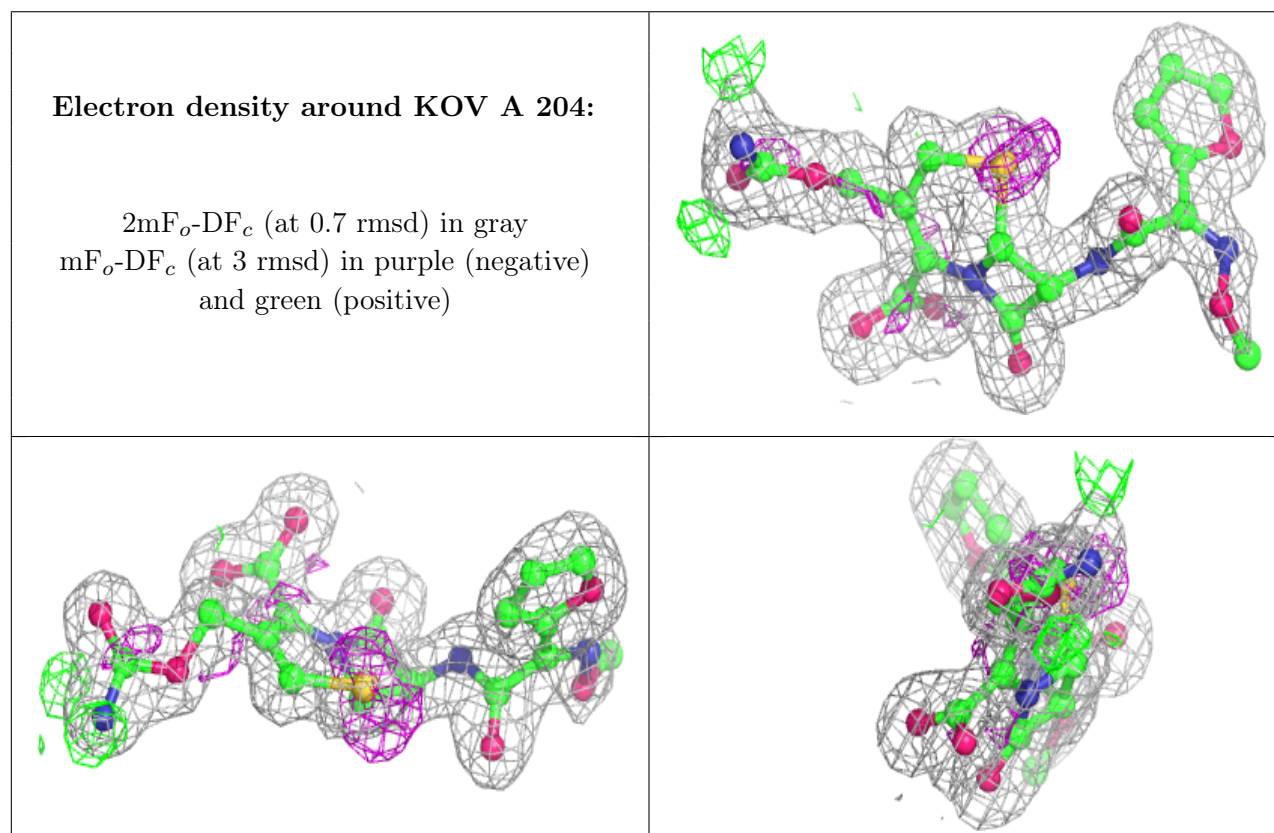 Electron density around KOV A 204:
2mFo-DFc (at 0.7 rmsd) in gray
mFo-DFc (at 3 rmsd) in purple (negative)
and green (positive)